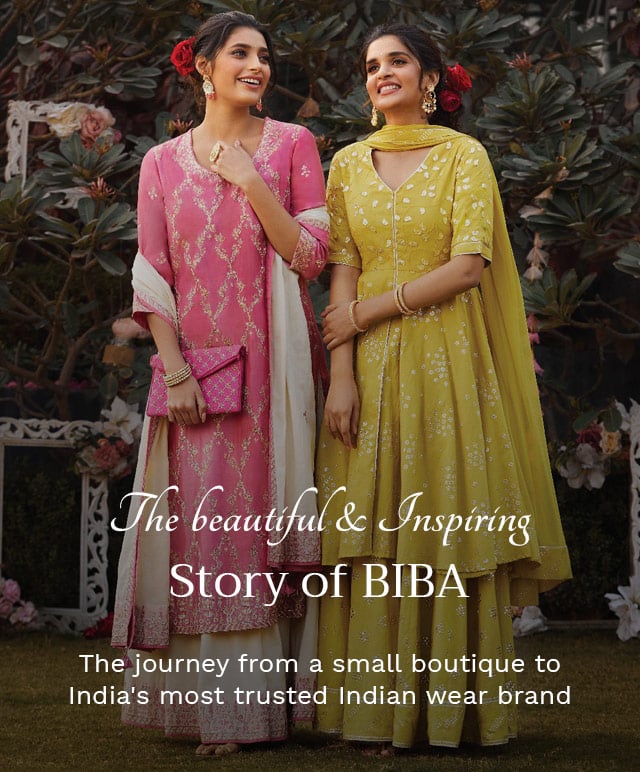 The beautiful & Inspiring
Story of BIBA
The journey from a small boutique to
India's most trusted Indian wear brand